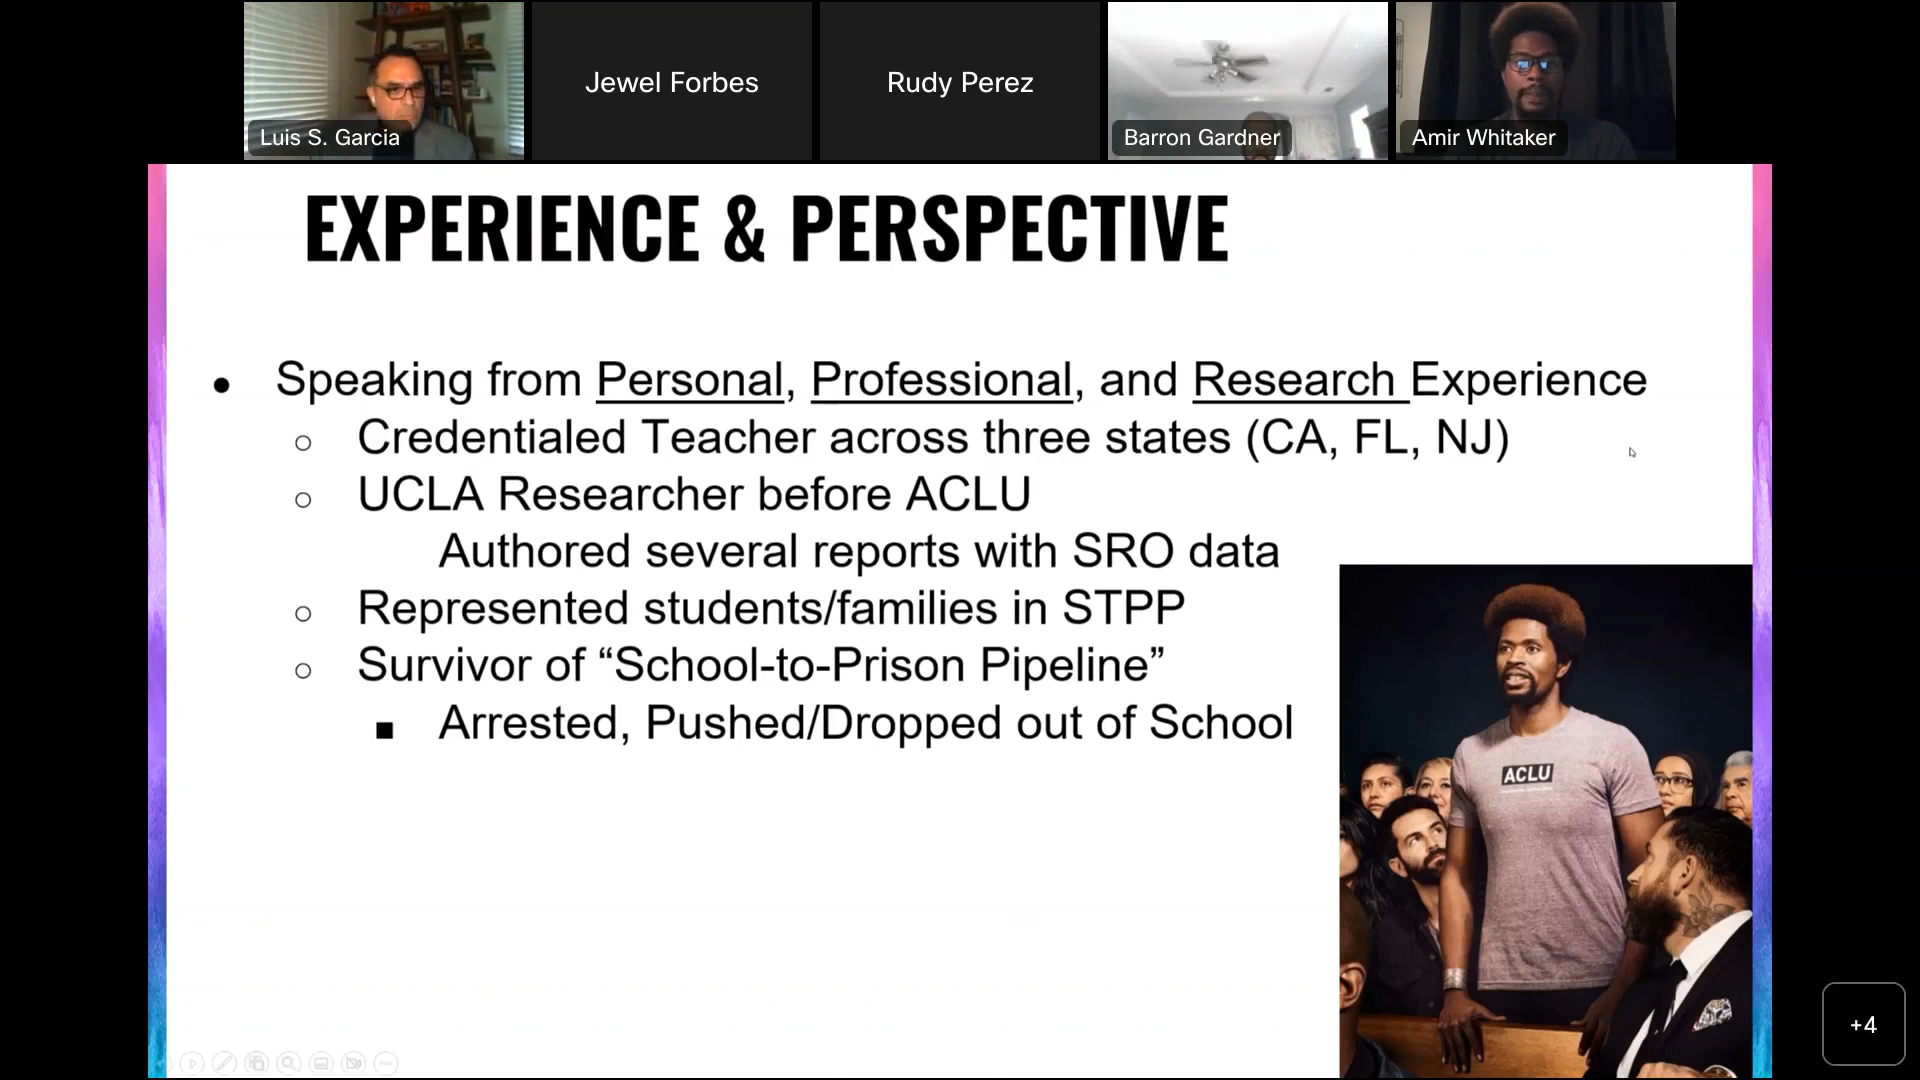 Luis S. Garcia
Jewel Forbes
Rudy Perez
Barron Gardner
Amir Whitaker
EXPERIENCE & PERSPECTIVE
● Speaking from Personal, Professional, and Research Experience
○ Credentialed Teacher across three states (CA, FL, NJ)
○ UCLA Researcher before ACLU
Authored several reports with SRO data
○ Represented students/families in STPP
○ Survivor of “School-to-Prison Pipeline”
■ Arrested, Pushed/Dropped out of School
ACLU
+4